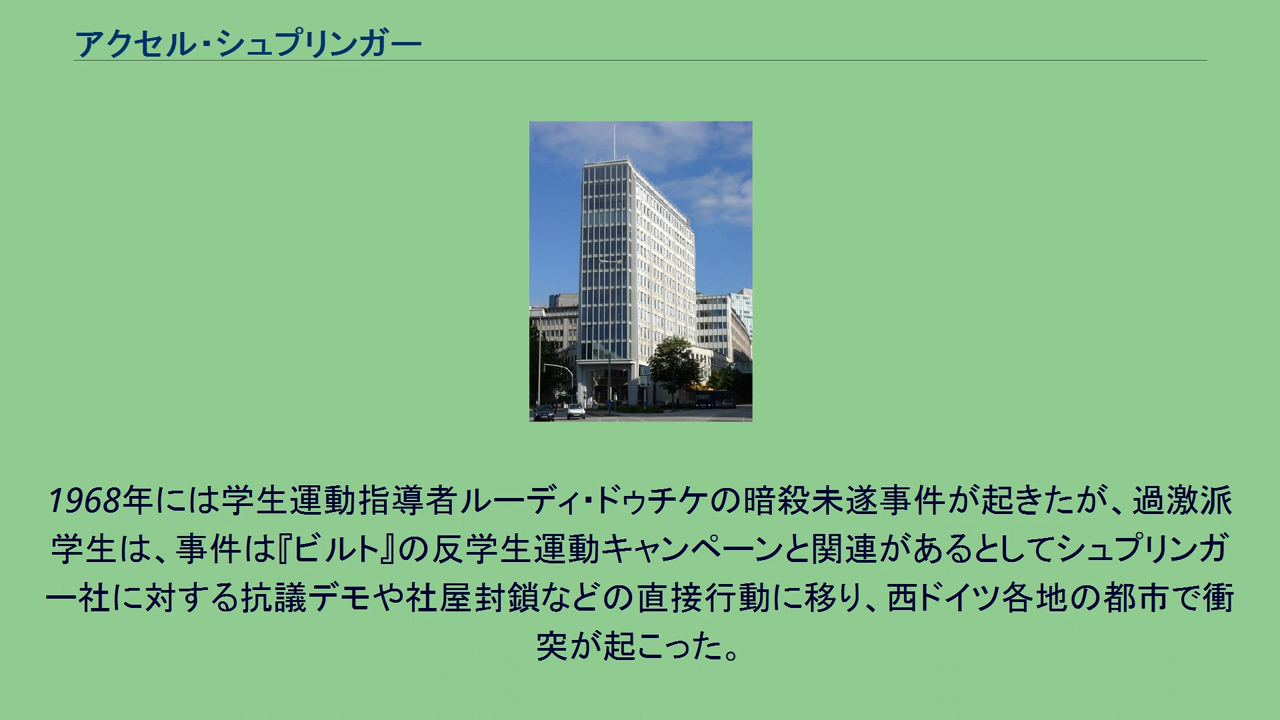 アクセル・シュプリンガー
1968年には学生運動指導者ルーディ・ドゥチケの暗殺未遂事件が起きたが、過激派
学生は、事件は『ビルト』の反学生運動キャンペーンと関連があるとしてシュプリンガ
ー社に対する抗議デモや社屋封鎖などの直接行動に移り、西ドイツ各地の都市で衝
突が起こった。